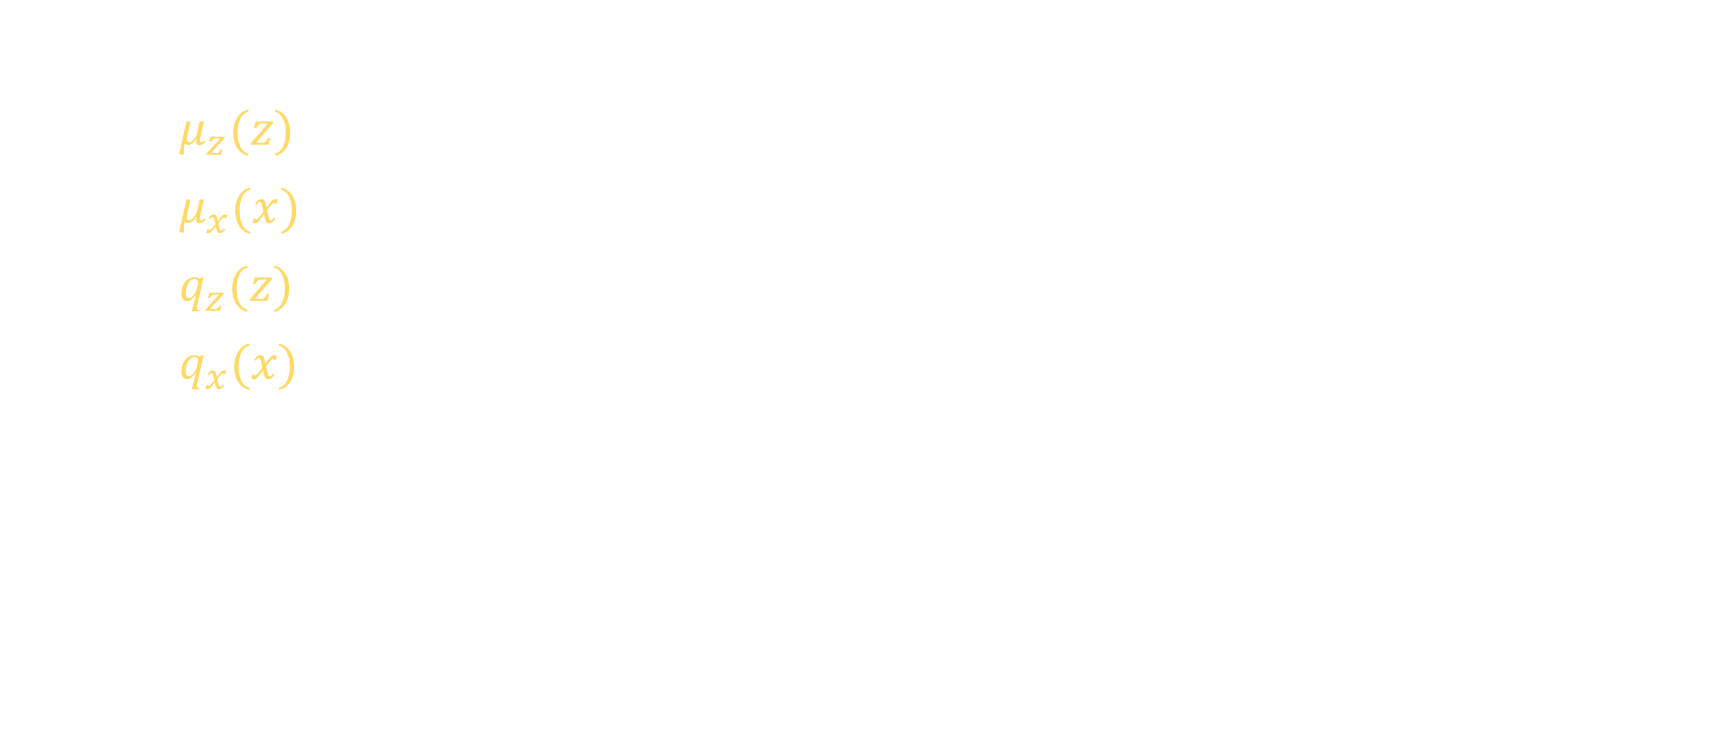 μ_z(z)
μ_x(x)
q_z(z)
q_x(x)